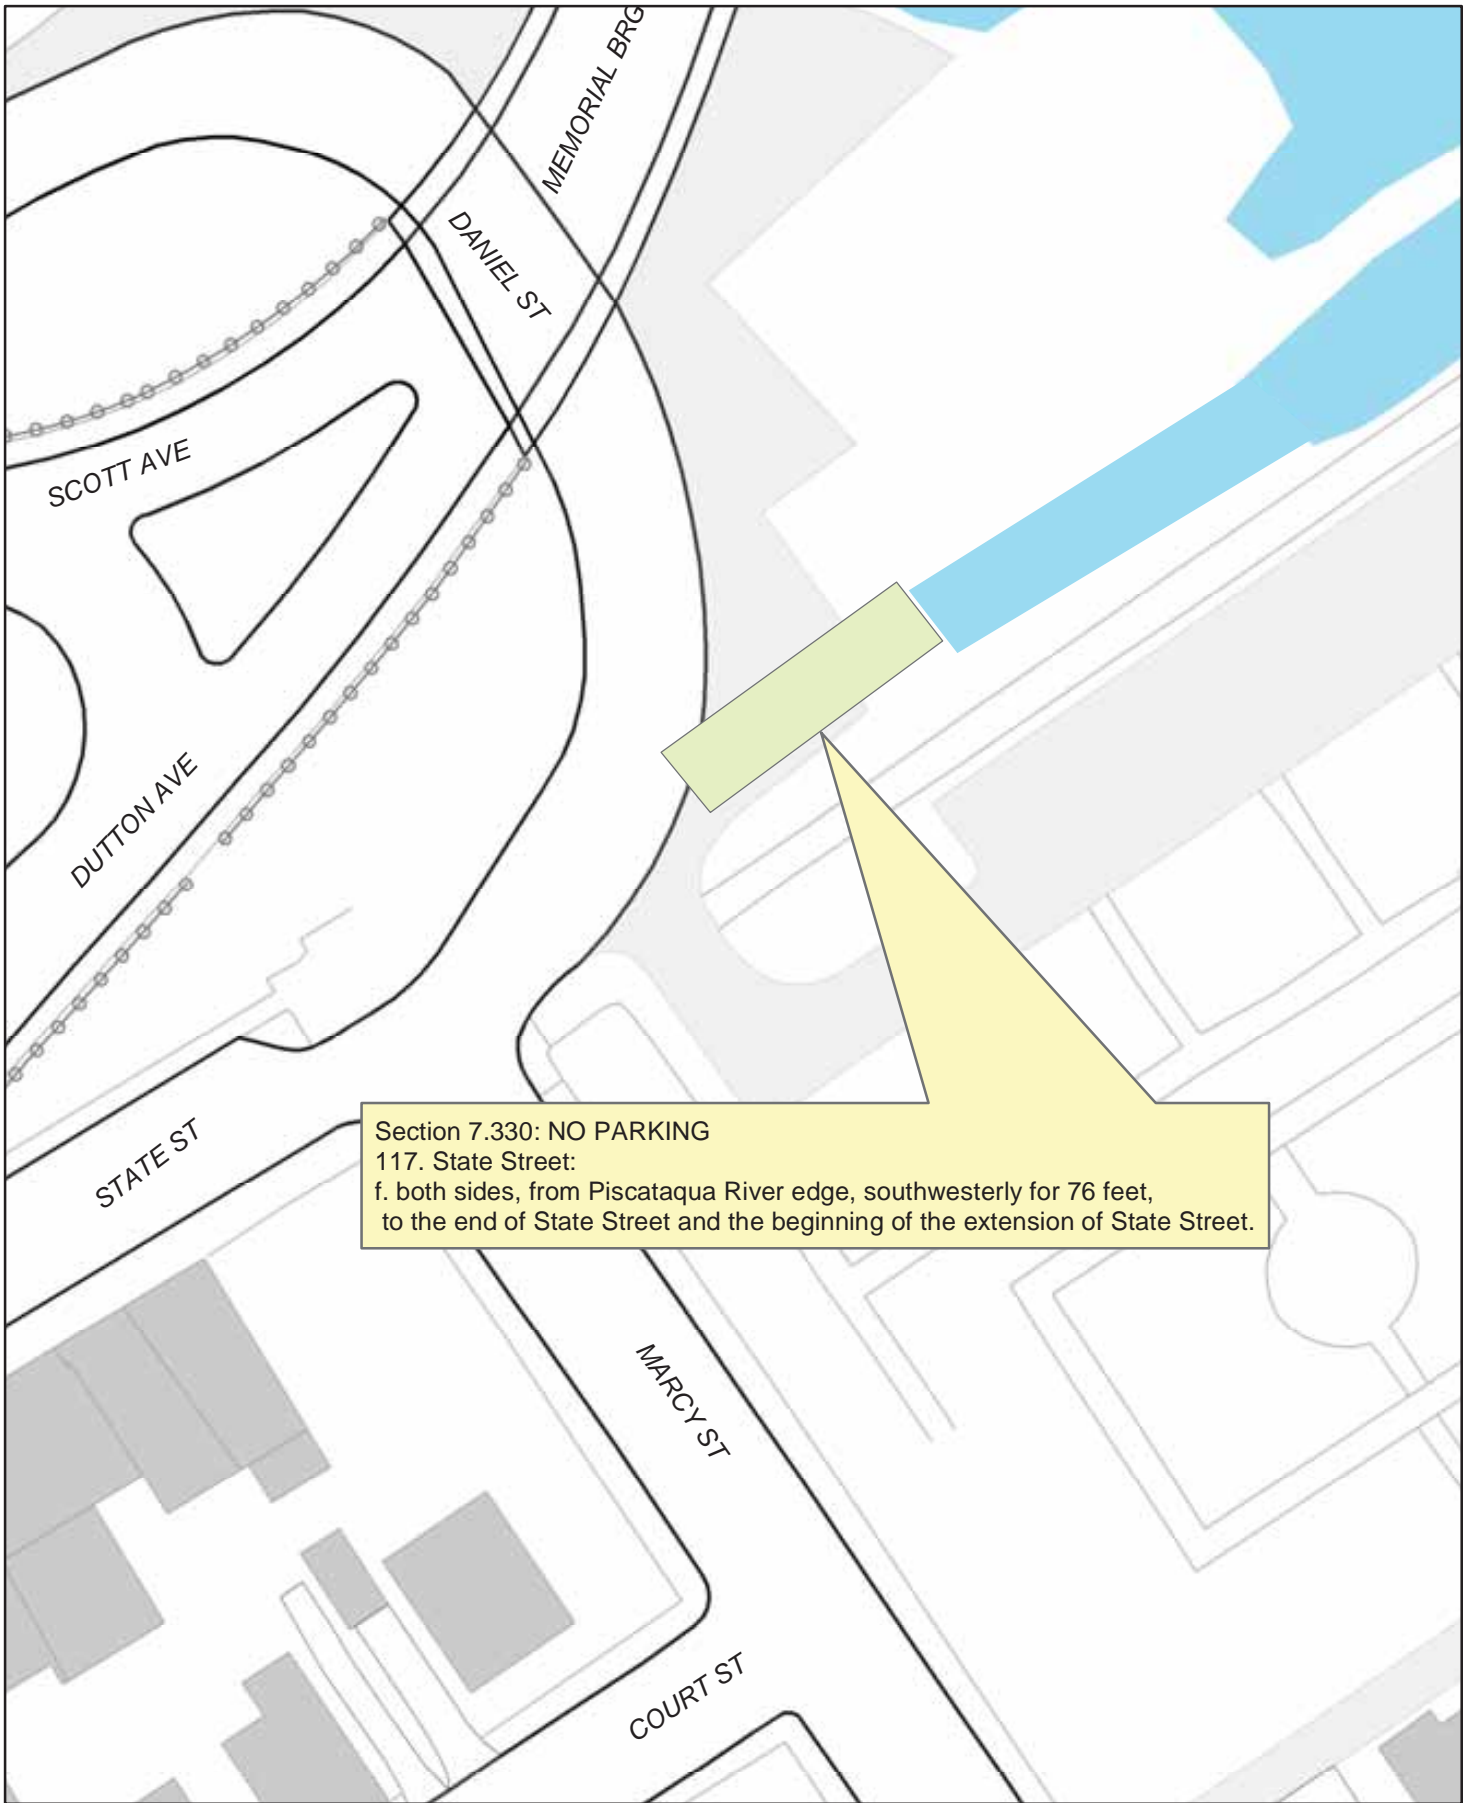 MEMORIAL BRG
DANIEL ST
SCOTT AVE
DUTTON AVE
STATE ST
Section 7.330: NO PARKING
117. State Street:
f. both sides, from Piscataqua River edge, southwesterly for 76 feet,
to the end of State Street and the beginning of the extension of State Street.
MARCY ST
COURT ST